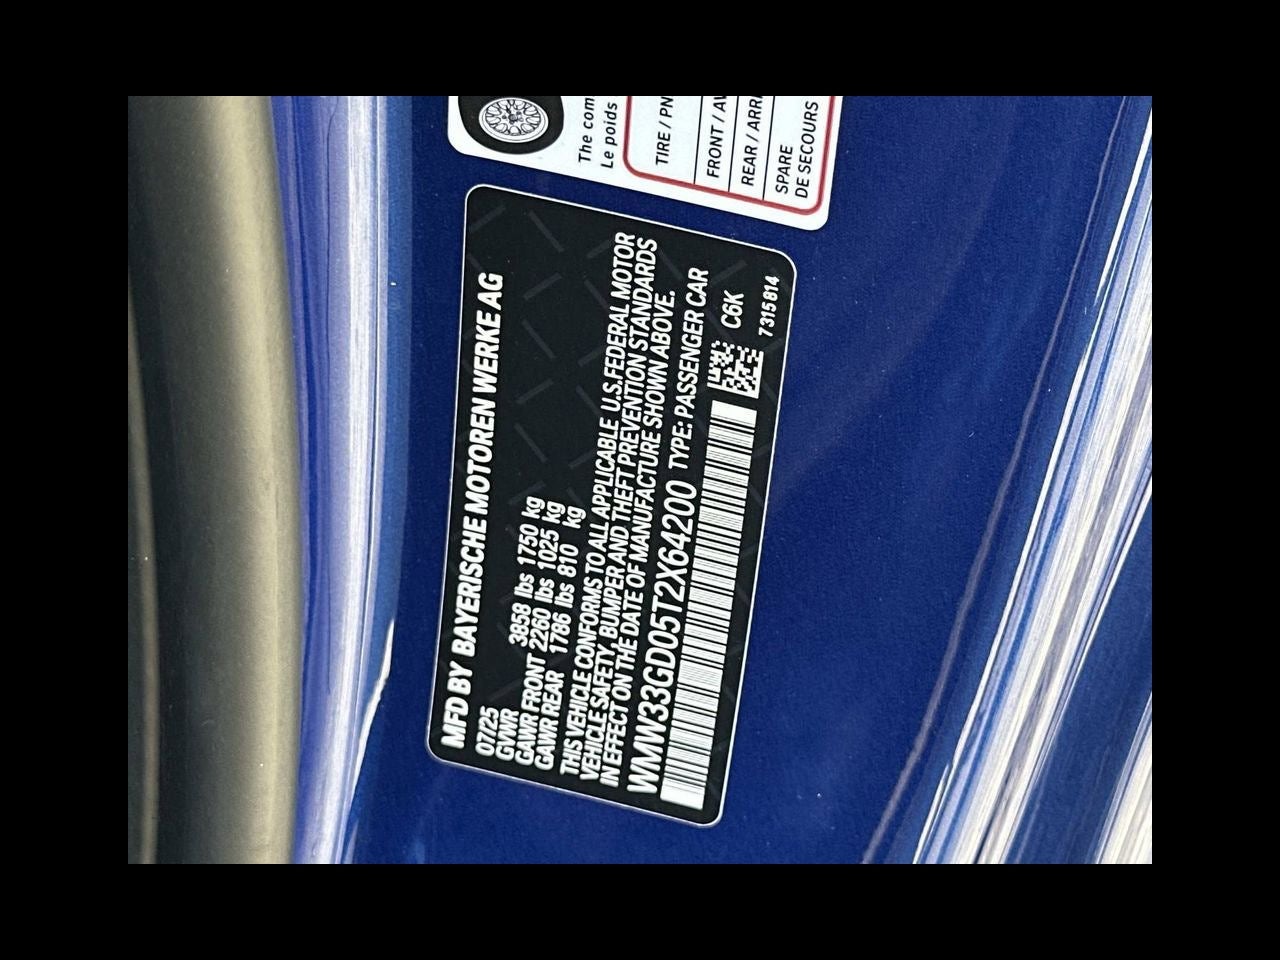 The com
Le poids
TIRE / PN
FRONT / AV
REAR / ARRI
SPARE
DE SECOURS
MFD BY BAYERISCHE MOTOREN WERKE AG
07/25
GVWR 3858 lbs 1750 kg
GAWR FRONT 2260 lbs 1025 kg
GAWR REAR 1786 lbs 810 kg
THIS VEHICLE CONFORMS TO ALL APPLICABLE U.S.FEDERAL MOTOR
VEHICLE SAFETY, BUMPER AND THEFT PREVENTION STANDARDS
IN EFFECT ON THE DATE OF MANUFACTURE SHOWN ABOVE.
WMW33GD05T2X64200 TYPE: PASSENGER CAR
C6K
7315814